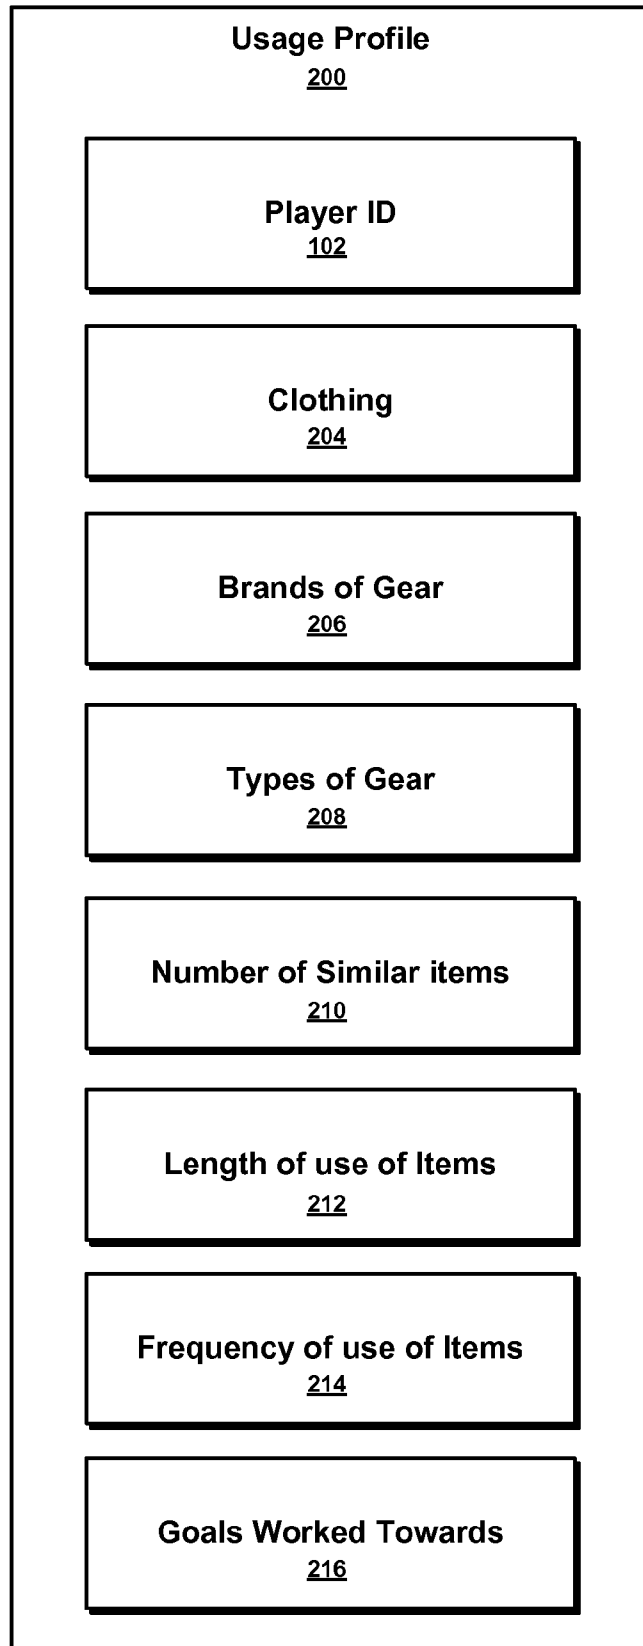 Usage Profile
200
Player ID
102
Clothing
204
Brands of Gear
206
Types of Gear
208
Number of Similar items
210
Length of use of Items
212
Frequency of use of Items
214
Goals Worked Towards
216